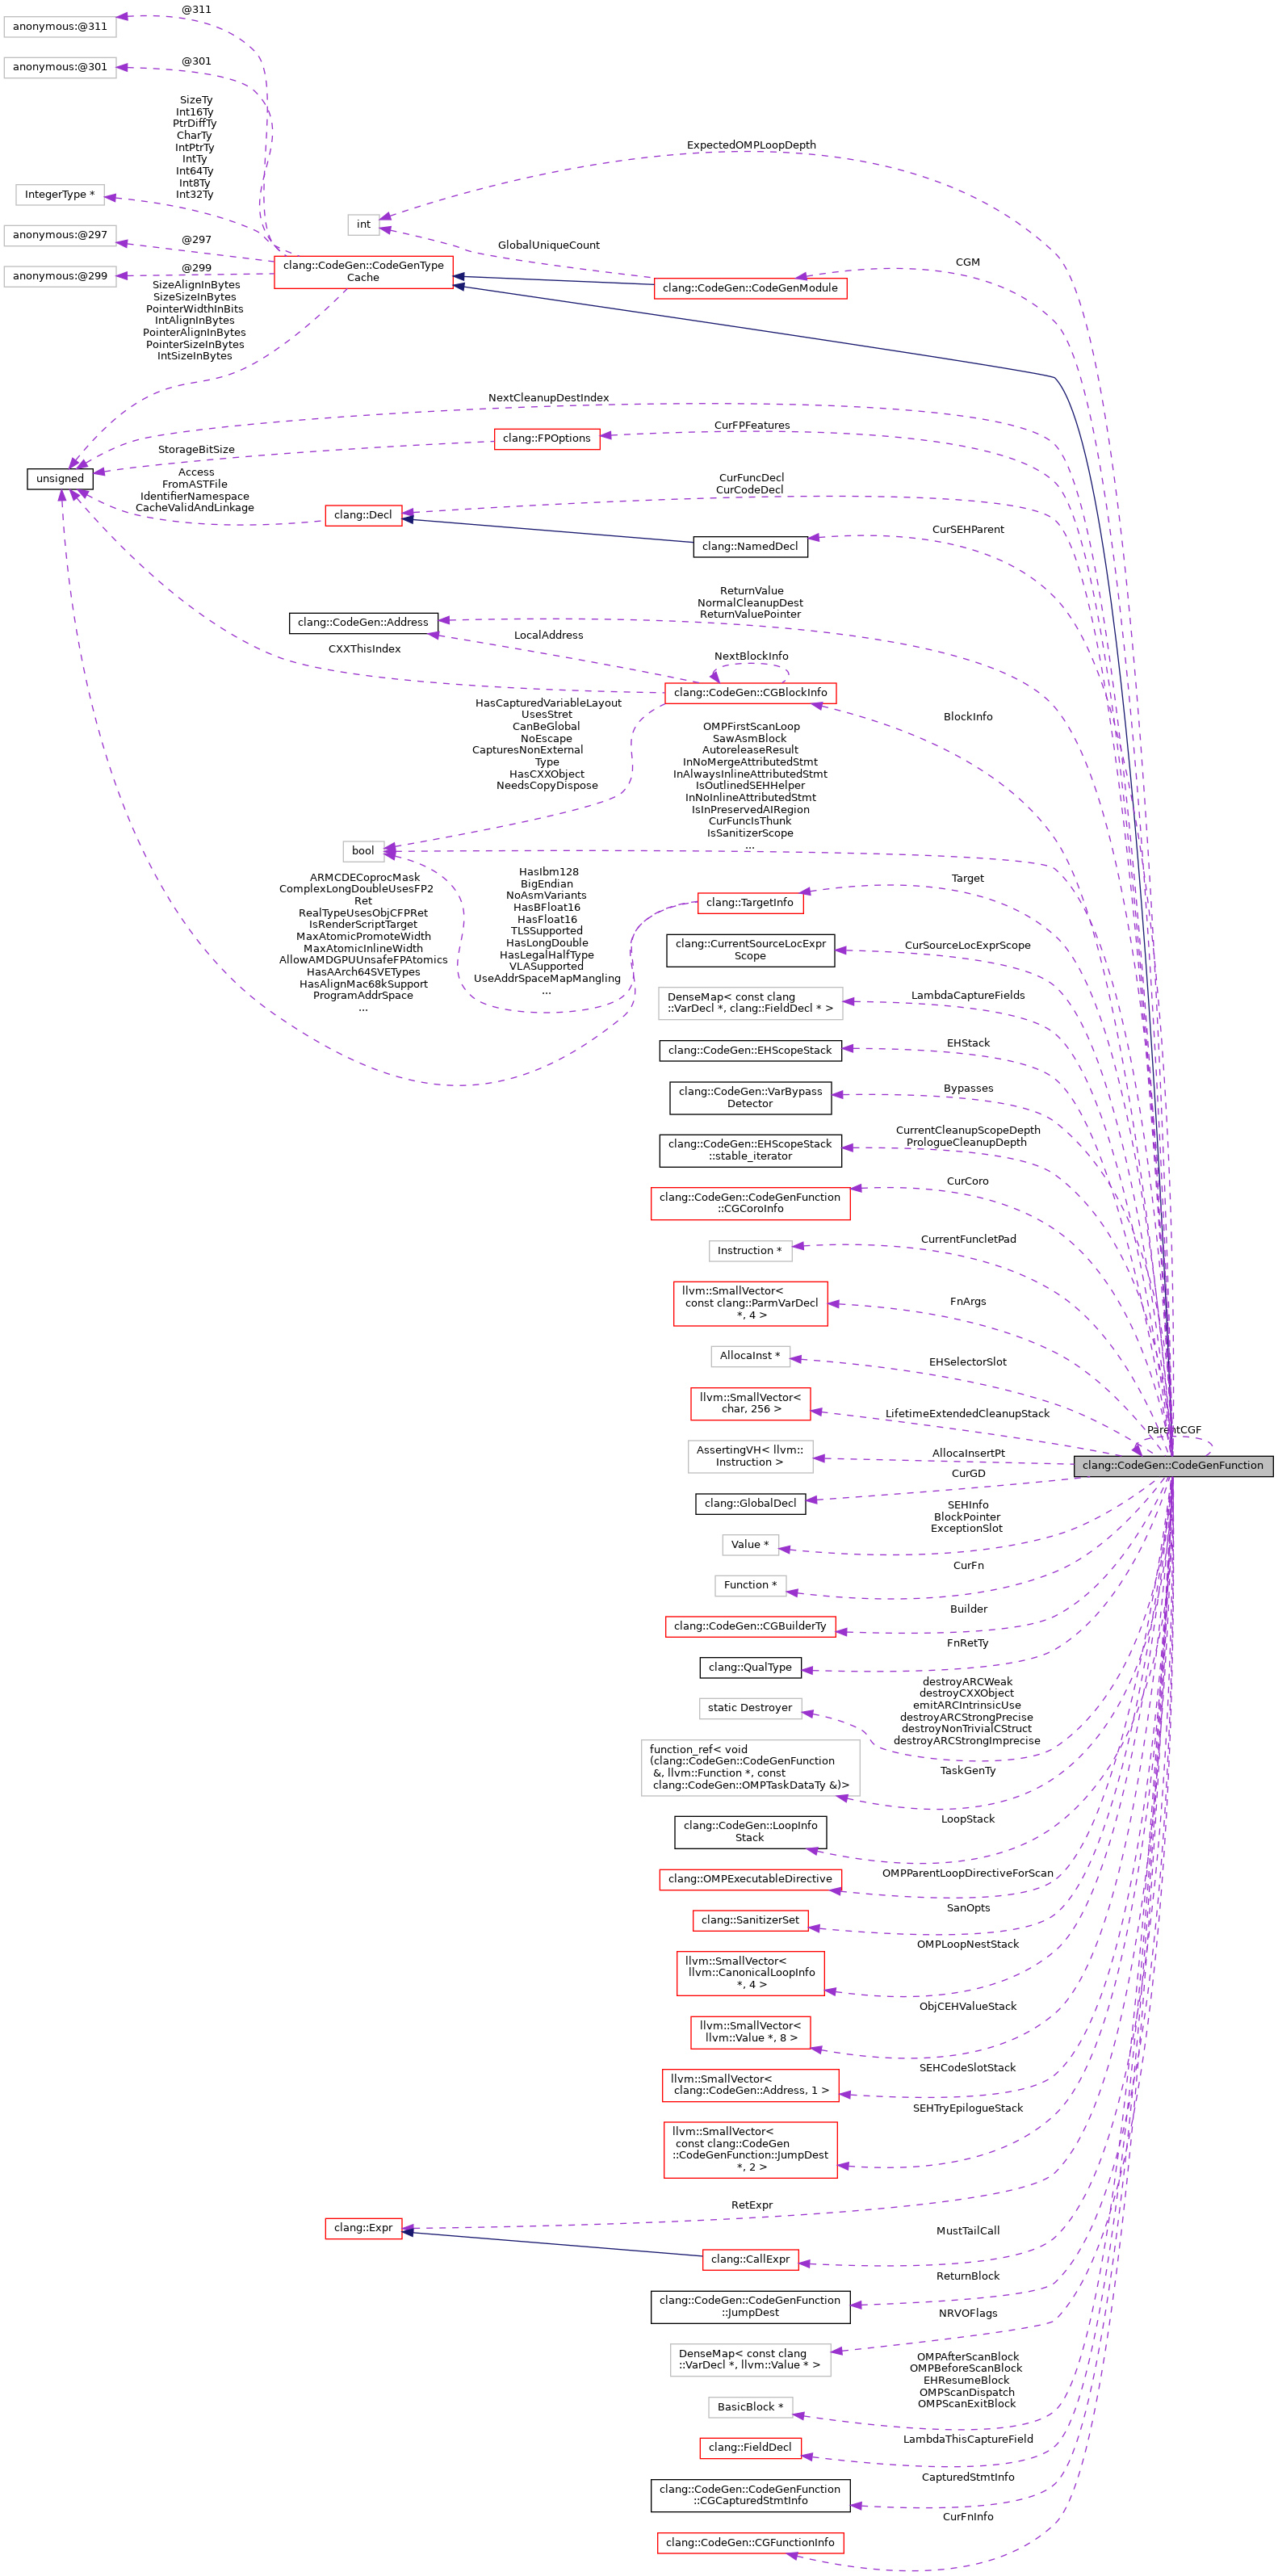 @311
anonymous:@311
@301
anonymous:@301
SizeTy
Int16Ty
PtrDiffTy
CharTy
IntPtrTy
IntTy
Int64Ty
Int8Ty
Int32Ty
IntegerType *
ExpectedOMPLoopDepth
int
anonymous:@297
@297
GlobalUniqueCount
CGM
clang::CodeGen::CodeGenType
Cache
anonymous:@299
@299
clang::CodeGen::CodeGenModule
SizeAlignInBytes
SizeSizeInBytes
PointerWidthInBits
IntAlignInBytes
PointerAlignInBytes
PointerSizeInBytes
IntSizeInBytes
NextCleanupDestIndex
CurFPFeatures
clang::FPOptions
StorageBitSize
unsigned
Access
FromASTFile
IdentifierNamespace
CacheValidAndLinkage
CurFuncDecl
CurCodeDecl
clang::Decl
CurSEHParent
clang::NamedDecl
ReturnValue
NormalCleanupDest
ReturnValuePointer
clang::CodeGen::Address
LocalAddress
CXXThisIndex
NextBlockInfo
clang::CodeGen::CGBlockInfo
HasCapturedVariableLayout
UsesStret
CanBeGlobal
NoEscape
CapturesNonExternal
Type
HasCXXObject
NeedsCopyDispose
BlockInfo
OMPFirstScanLoop
SawAsmBlock
AutoreleaseResult
InNoMergeAttributedStmt
InAlwaysInlineAttributedStmt
IsOutlinedSEHHelper
InNoInlineAttributedStmt
IsInPreservedAIRegion
CurFuncIsThunk
IsSanitizerScope
...
bool
ARMCDECoprocMask
ComplexLongDoubleUsesFP2
Ret
RealTypeUsesObjCFPRet
IsRenderScriptTarget
MaxAtomicPromoteWidth
MaxAtomicInlineWidth
AllowAMDGPUUnsafeFPAtomics
HasAArch64SVETypes
HasAlignMac68kSupport
ProgramAddrSpace
...
HasIbm128
BigEndian
NoAsmVariants
HasBFloat16
HasFloat16
TLSSupported
HasLongDouble
HasLegalHalfType
VLASupported
UseAddrSpaceMapMangling
...
Target
clang::TargetInfo
CurSourceLocExprScope
clang::CurrentSourceLocExpr
Scope
LambdaCaptureFields
DenseMap< const clang
::VarDecl *, clang::FieldDecl * >
EHStack
clang::CodeGen::EHScopeStack
Bypasses
clang::CodeGen::VarBypass
Detector
CurrentCleanupScopeDepth
PrologueCleanupDepth
clang::CodeGen::EHScopeStack
::stable_iterator
CurCoro
clang::CodeGen::CodeGenFunction
::CGCoroInfo
CurrentFuncletPad
Instruction *
FnArgs
llvm::SmallVector<
const clang::ParmVarDecl
*, 4 >
EHSelectorSlot
AllocaInst *
LifetimeExtendedCleanupStack
llvm::SmallVector<
char, 256 >
ParentCGF
clang::CodeGen::CodeGenFunction
AllocaInsertPt
AssertingVH< llvm::
Instruction >
CurGD
clang::GlobalDecl
SEHInfo
BlockPointer
ExceptionSlot
Value *
CurFn
Function *
Builder
clang::CodeGen::CGBuilderTy
FnRetTy
clang::QualType
destroyARCWeak
destroyCXXObject
emitARCIntrinsicUse
destroyARCStrongPrecise
destroyNonTrivialCStruct
destroyARCStrongImprecise
static Destroyer
TaskGenTy
function_ref< void
(clang::CodeGen::CodeGenFunction
&, llvm::Function *, const
clang::CodeGen::OMPTaskDataTy &)>
LoopStack
clang::CodeGen::LoopInfo
Stack
OMPParentLoopDirectiveForScan
clang::OMPExecutableDirective
SanOpts
clang::SanitizerSet
OMPLoopNestStack
llvm::SmallVector<
llvm::CanonicalLoopInfo
*, 4 >
ObjCEHValueStack
llvm::SmallVector<
llvm::Value *, 8 >
SEHCodeSlotStack
llvm::SmallVector<
clang::CodeGen::Address, 1 >
SEHTryEpilogueStack
llvm::SmallVector<
const clang::CodeGen
::CodeGenFunction::JumpDest
*, 2 >
RetExpr
clang::Expr
MustTailCall
clang::CallExpr
ReturnBlock
clang::CodeGen::CodeGenFunction
::JumpDest
NRVOFlags
DenseMap< const clang
::VarDecl *, llvm::Value * >
OMPAfterScanBlock
OMPBeforeScanBlock
EHResumeBlock
OMPScanDispatch
OMPScanExitBlock
BasicBlock *
LambdaThisCaptureField
clang::FieldDecl
CapturedStmtInfo
clang::CodeGen::CodeGenFunction
::CGCapturedStmtInfo
CurFnInfo
clang::CodeGen::CGFunctionInfo